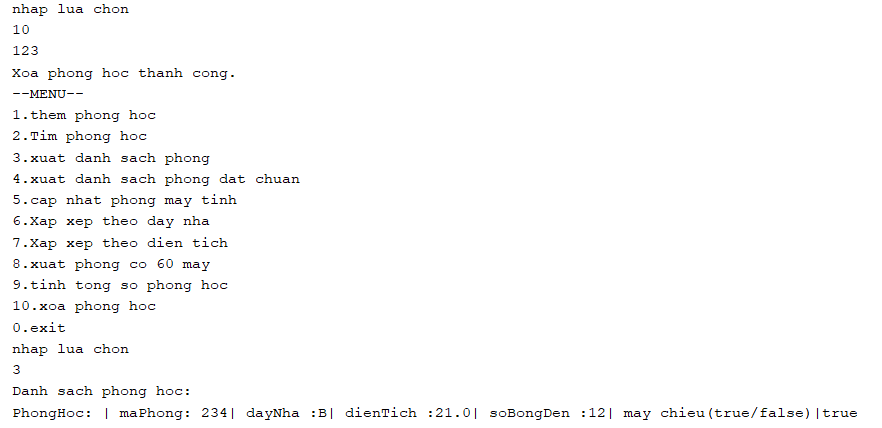 nhap lua chon
10
123
Xoa phong hoc thanh cong.
--MENU--
1.them phong hoc
2.Tim phong hoc
3.xuat danh sach phong
4.xuat danh sach phong dat chuan
5.cap nhat phong may tinh
6.Xap xep theo day nha
7.Xap xep theo dien tich
8.xuat phong co 60 may
9.tinh tong so phong hoc
10.xoa phong hoc
0.exit
nhap lua chon
3
Danh sach phong hoc:
PhongHoc: | maPhong: 234| dayNha :B| dienTich :21.0| soBongDen :12| may chieu(true/false)|true